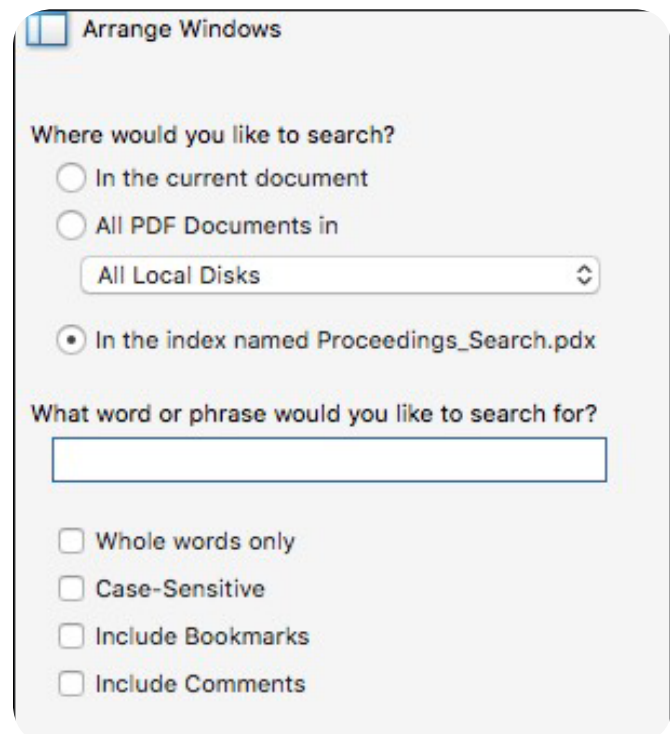 Arrange Windows
Where would you like to search?
In the current document
All PDF Documents in
All Local Disks
In the index named Proceedings_Search.pdx
What word or phrase would you like to search for?
Whole words only
Case-Sensitive
Include Bookmarks
Include Comments